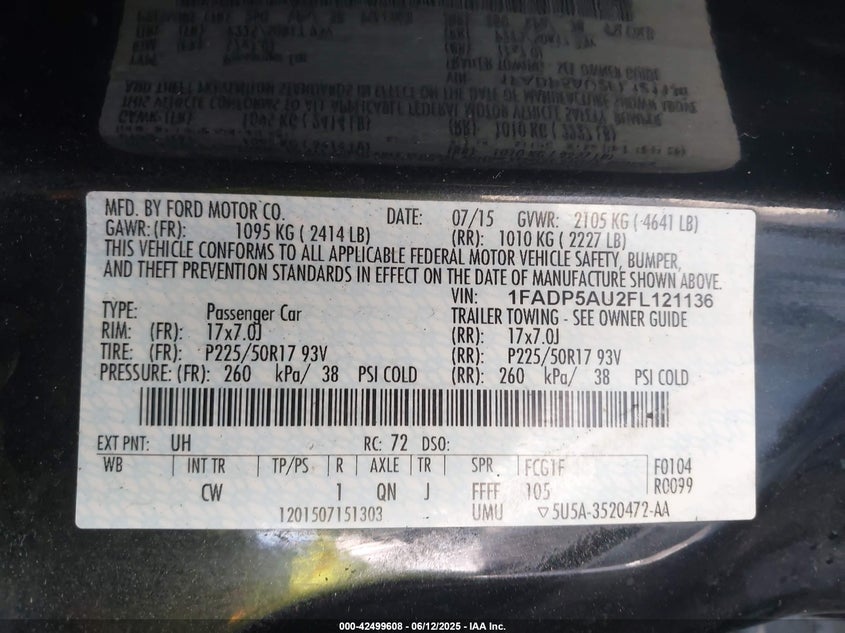 MFD. BY FORD MOTOR CO. DATE: 07/15 GVWR: 2105 KG ( 4641 LB)
GAWR: (FR): 1095 KG ( 2414 LB) (RR): 1010 KG ( 2227 LB)
THIS VEHICLE CONFORMS TO ALL APPLICABLE FEDERAL MOTOR VEHICLE SAFETY, BUMPER,
AND THEFT PREVENTION STANDARDS IN EFFECT ON THE DATE OF MANUFACTURE SHOWN ABOVE.
VIN: 1FADP5AU2FL121136
TYPE: Passenger Car TRAILER TOWING - SEE OWNER GUIDE
RIM: (FR): 17x7.0J (RR): 17x7.0J
TIRE: (FR): P225/50R17 93V (RR): P225/50R17 93V
PRESSURE: (FR): 260 kPa/ 38 PSI COLD (RR): 260 kPa/ 38 PSI COLD
EXT PNT: UH RC: 72 DSO:
WB INT TR TP/PS R AXLE TR SPR FCG1F F0104
CW 1 QN J FFFF 105 R0099
1201507151303 UMU ▽5U5A-3520472-AA
000-42499608 - 06/12/2025 - IAA Inc.